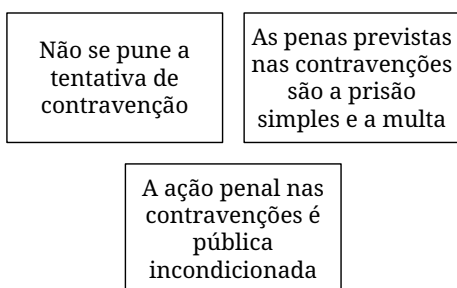 Não se pune a
tentativa de
contravenção
As penas previstas
nas contravenções
são a prisão
simples e a multa
A ação penal nas
contravenções é
pública
incondicionada